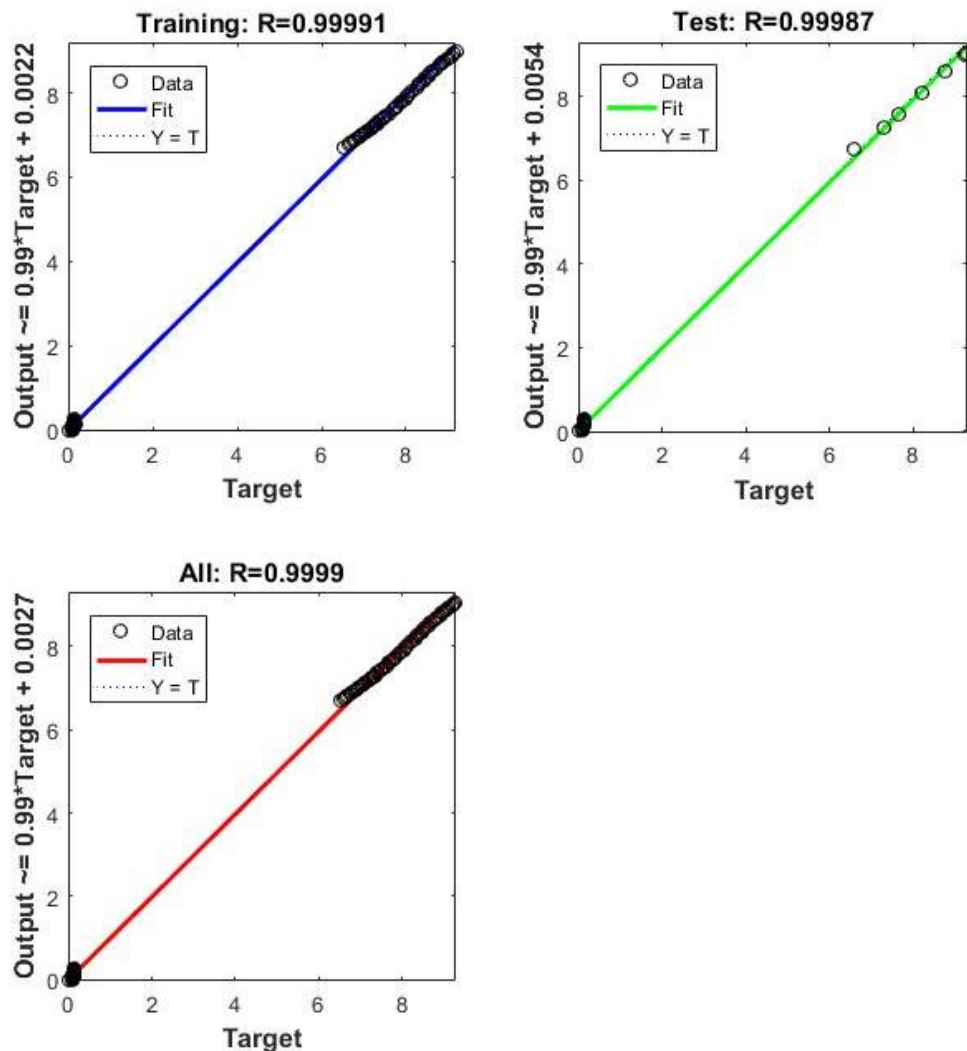 Training: R=0.99991
Output ~= 0.99*Target + 0.0022
8
6
4
2
0
Data
Fit
Y = T
0 2 4 6 8
Target
Test: R=0.99987
Output ~= 0.99*Target + 0.0054
8
6
4
2
0
Data
Fit
Y = T
0 2 4 6 8
Target
All: R=0.9999
Output ~= 0.99*Target + 0.0027
8
6
4
2
0
Data
Fit
Y = T
0 2 4 6 8
Target